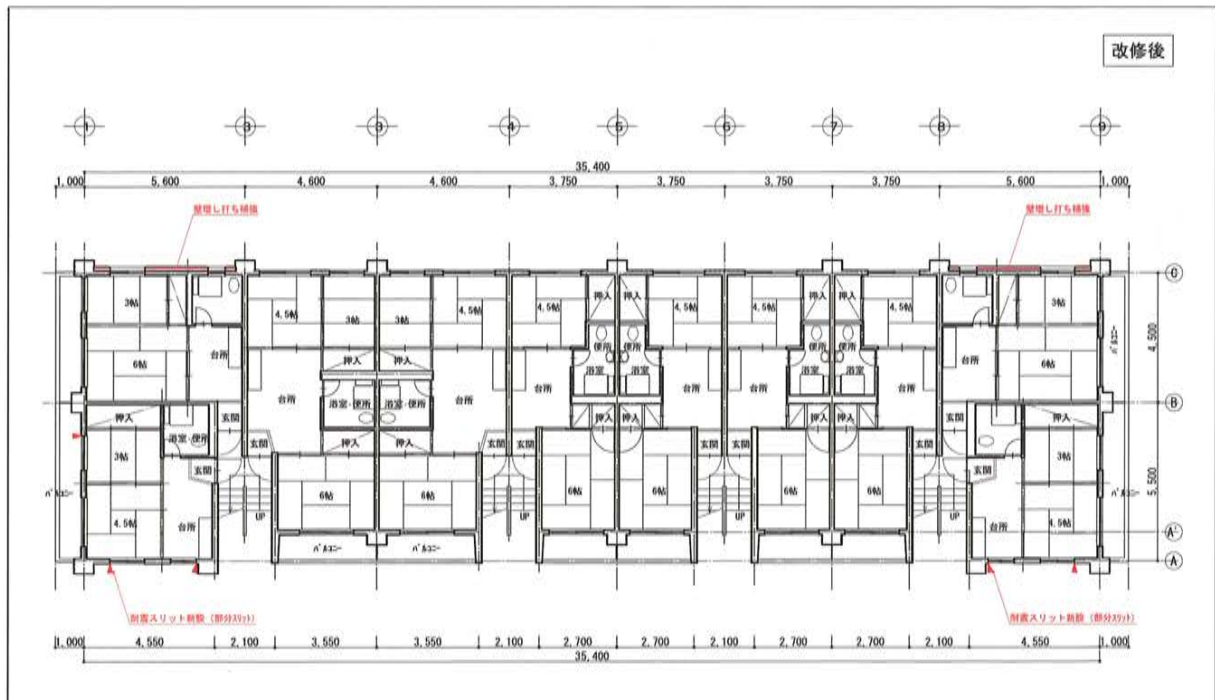 改修後
① ③ ③ ④ ⑤ ⑥ ⑦ ⑧ ⑨
35,400
1,000 5,600 4,600 4,600 3,750 3,750 3,750 3,750 5,600 1,000
壁増し打ち補強 壁増し打ち補強
C
3帖 4.5帖 3帖 3帖 4.5帖 4.5帖 押入 押入 4.5帖 4.5帖 押入 押入 4.5帖 3帖
便所 便所 便所 便所
6帖 台所 押入 押入 台所 浴室 浴室 台所 台所 浴室 浴室 台所 台所 6帖 バルコニー 4,500
台所 浴室・便所 浴室・便所 台所
B
押入 玄関 押入 押入 押入 押入 玄関 押入
浴室・便所 玄関 押入 押入 玄関 玄関 玄関 玄関 玄関
3帖 玄関 玄関 3帖
バルコニー 6帖 6帖 6帖 6帖 6帖 6帖 バルコニー 5,500
4.5帖 台所 UP UP UP UP 台所 4.5帖
A'
バルコニー バルコニー
A
耐震スリット新設（部分スリット） 耐震スリット新設（部分スリット）
1,000 4,550 2,100 3,550 3,550 2,100 2,700 2,700 2,100 2,700 2,700 2,100 4,550 1,000
35,400